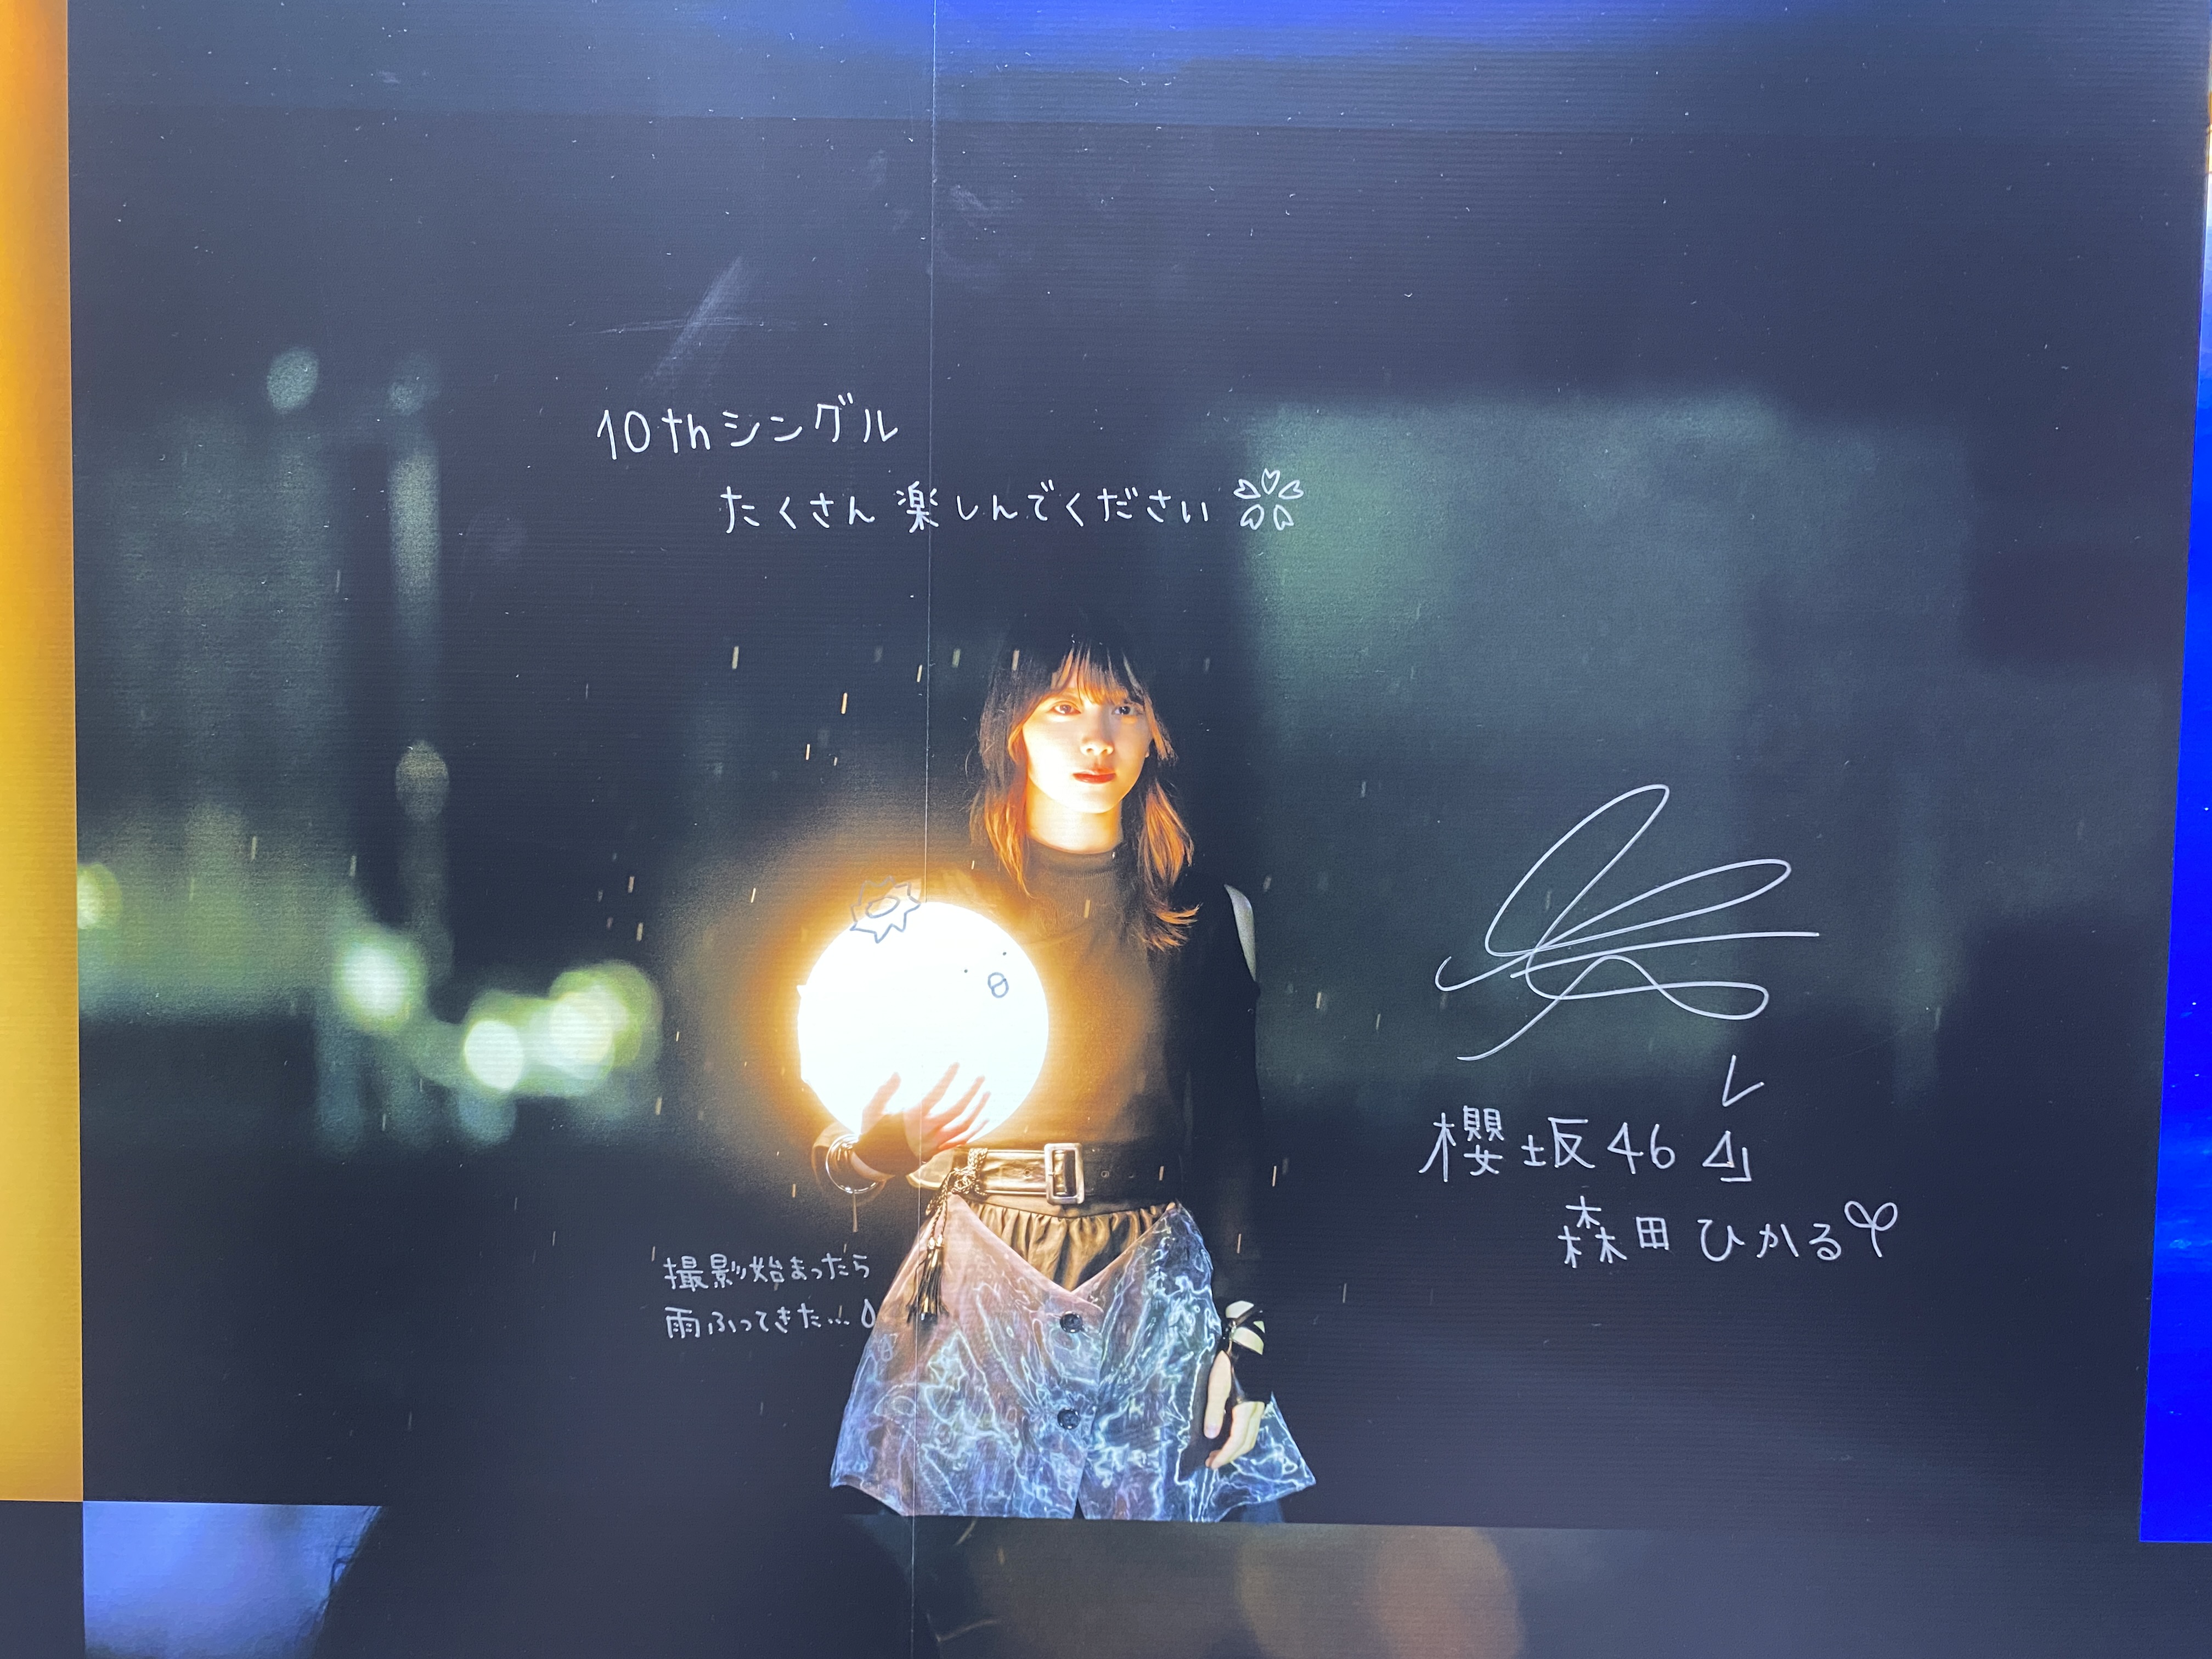 10thシングル
たくさん楽しんでください
撮影始まったら
雨ふってきた…
櫻坂46
森田ひかる